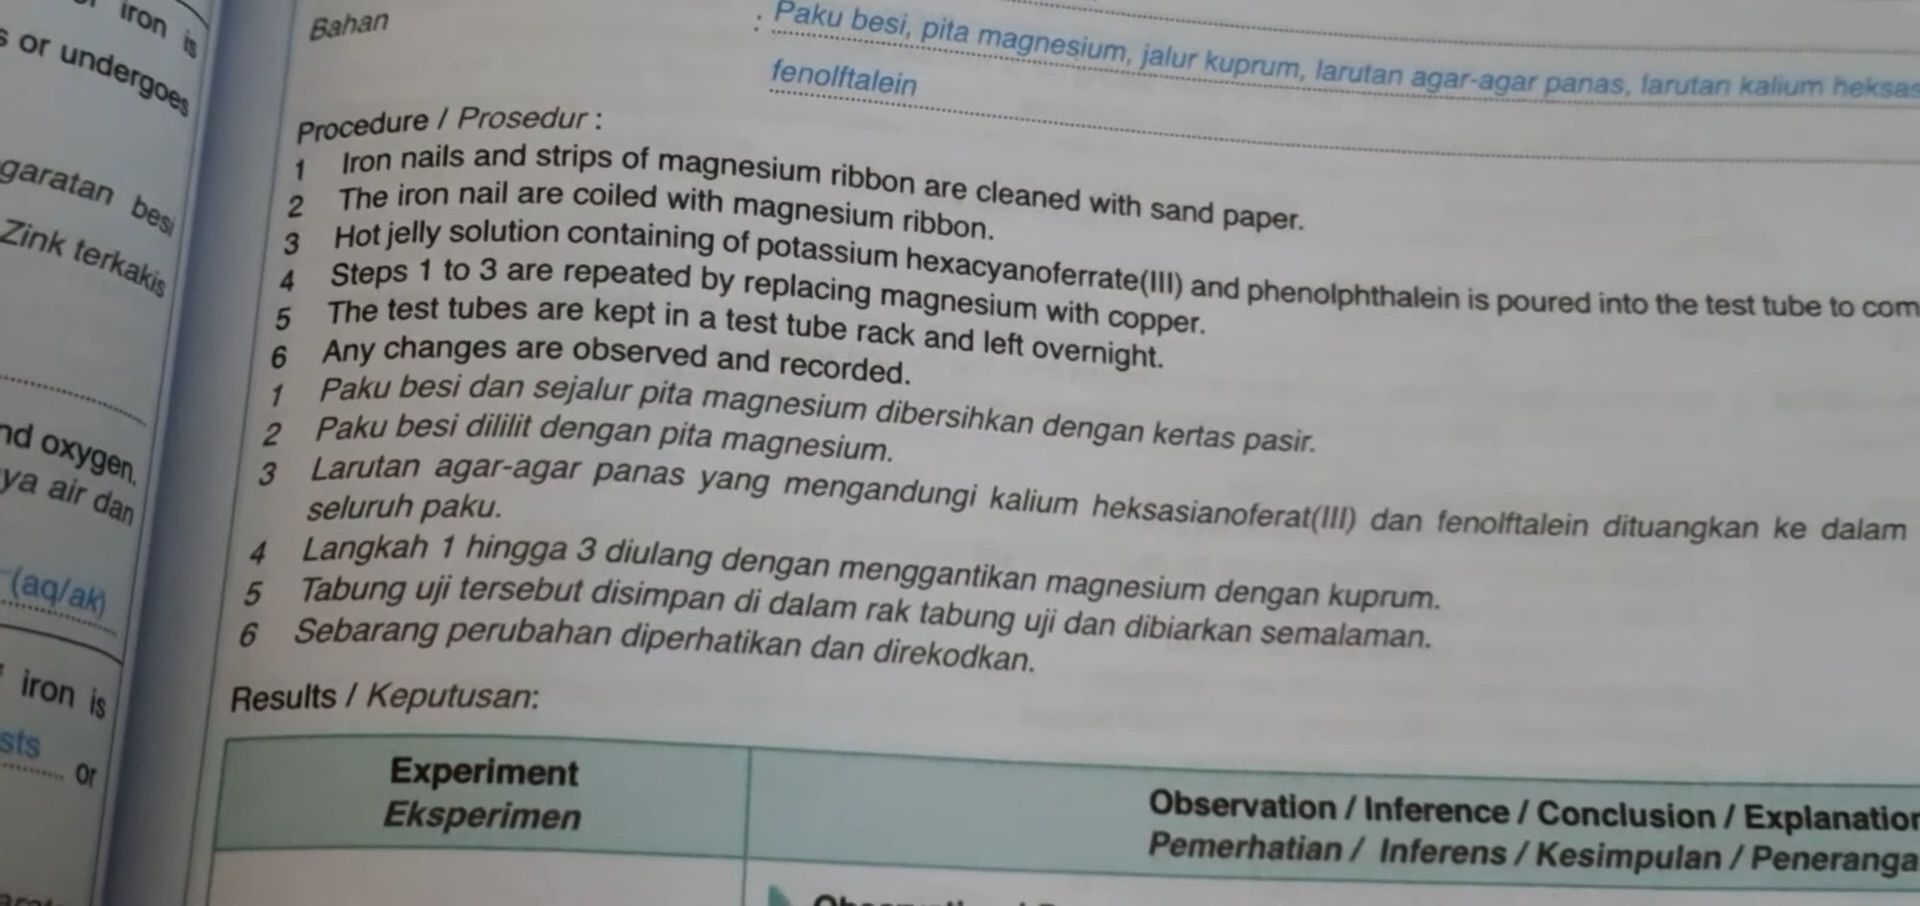 iron is
s or undergoes
garatan besi
Zink terkakis
nd oxygen.
ya air dan
(aq/ak)
iron is
sts or
Bahan : Paku besi, pita magnesium, jalur kuprum, larutan agar-agar panas, larutan kalium heksas
fenolftalein
Procedure / Prosedur :
1 Iron nails and strips of magnesium ribbon are cleaned with sand paper.
2 The iron nail are coiled with magnesium ribbon.
3 Hot jelly solution containing of potassium hexacyanoferrate(III) and phenolphthalein is poured into the test tube to com
4 Steps 1 to 3 are repeated by replacing magnesium with copper.
5 The test tubes are kept in a test tube rack and left overnight.
6 Any changes are observed and recorded.
1 Paku besi dan sejalur pita magnesium dibersihkan dengan kertas pasir.
2 Paku besi dililit dengan pita magnesium.
3 Larutan agar-agar panas yang mengandungi kalium heksasianoferat(III) dan fenolftalein dituangkan ke dalam
seluruh paku.
4 Langkah 1 hingga 3 diulang dengan menggantikan magnesium dengan kuprum.
5 Tabung uji tersebut disimpan di dalam rak tabung uji dan dibiarkan semalaman.
6 Sebarang perubahan diperhatikan dan direkodkan.
Results / Keputusan:
Experiment
Eksperimen
Observation / Inference / Conclusion / Explanation
Pemerhatian / Inferens / Kesimpulan / Peneranga